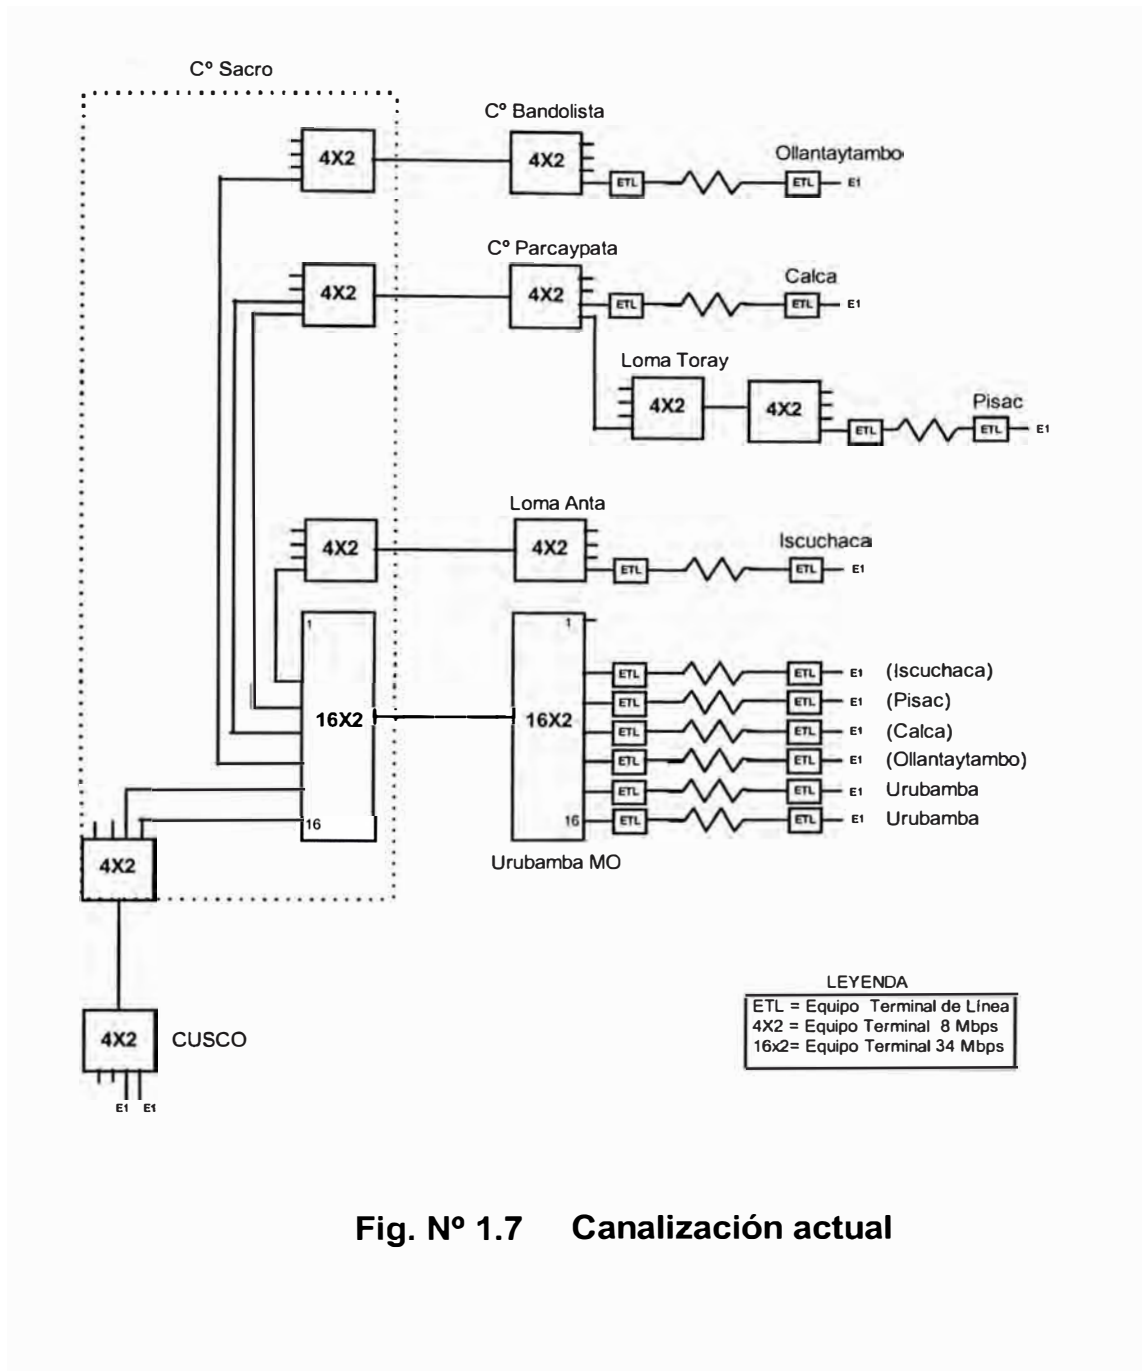 Cº Sacro
Cº Bandolista
4X2
4X2
Ollantaytambo
ETL
ETL
E1
Cº Parcaypata
4X2
4X2
Calca
ETL
ETL
E1
Loma Toray
4X2
4X2
Pisac
ETL
ETL
E1
Loma Anta
4X2
4X2
Iscuchaca
ETL
ETL
E1
1
16X2
16
1
16X2
16
ETL ETL E1 (Iscuchaca)
ETL ETL E1 (Pisac)
ETL ETL E1 (Calca)
ETL ETL E1 (Ollantaytambo)
ETL ETL E1 Urubamba
ETL ETL E1 Urubamba
Urubamba MO
4X2
4X2
CUSCO
E1 E1
LEYENDA
ETL = Equipo Terminal de Línea
4X2 = Equipo Terminal 8 Mbps
16x2= Equipo Terminal 34 Mbps
Fig. Nº 1.7 Canalización actual